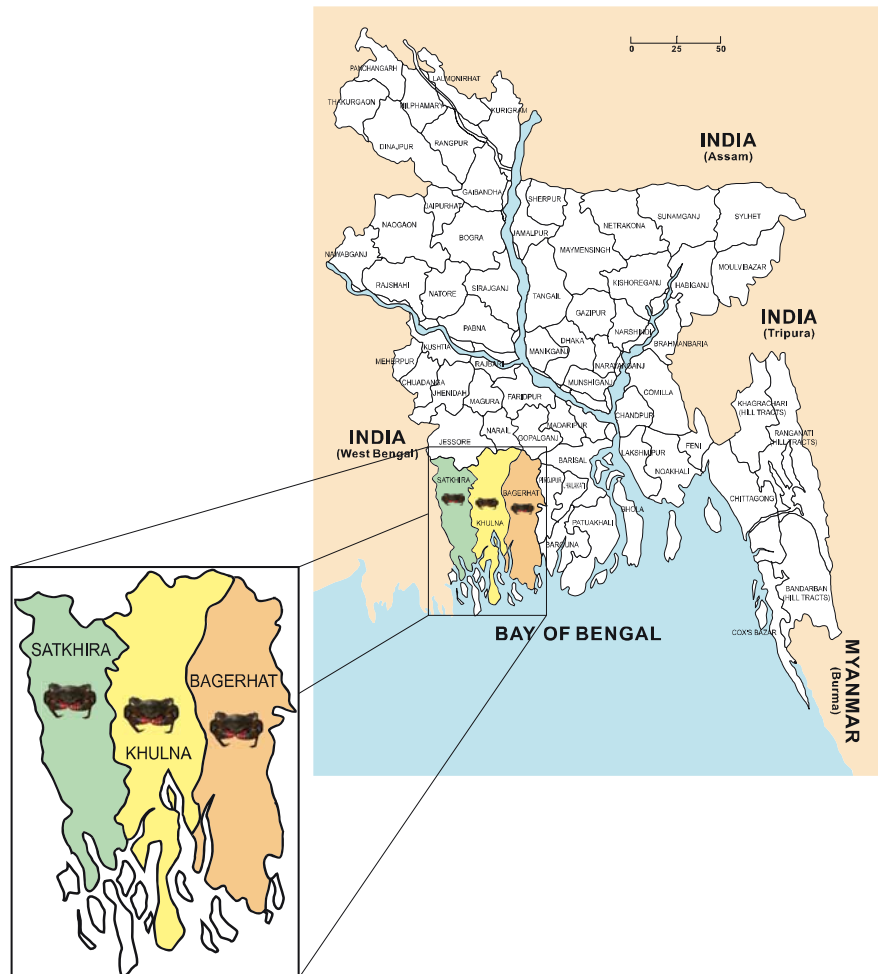 0 25 50
PANCHANGARH
LALMONIRHAT
THAKURGAON
NILPHAMARY
KURIGRAM
DINAJPUR
RANGPUR
INDIA
(Assam)
GAIBANDHA
SHERPUR
JAIPURHAT
NETRAKONA
SUNAMGANJ
SYLHET
NAOGAON
JAMALPUR
BOGRA
MAYMENSINGH
NAWABGANJ
MOULVIBAZAR
RAJSHAHI
NATORE
SIRAJGANJ
KISHOREGANJ
HABIGANJ
TANGAIL
GAZIPUR
INDIA
(Tripura)
PABNA
NARSHINDI
KUSHTIA
DHAKA
BRAHMANBARIA
MEHERPUR
RAJBARI
MANIKGANJ
NARAYANGANJ
CHUADANGA
JHENIDAH
MUNSHIGANJ
COMILLA
MAGURA
FARIDPUR
KHAGRACHARI
(HILL TRACTS)
CHANDPUR
NARAIL
MADARIPUR
INDIA
(West Bengal)
JESSORE
GOPALGANJ
RANGANATI
(HILL TRACTS)
LAKSHMIPUR
FENI
BARISAL
NOAKHALI
SATKHIRA
BAGERHAT
PIROJPUR
CHITTAGONG
BHOLA
KHULNA
PATUAKHALI
BARGUNA
BANDARBAN
(HILL TRACTS)
BAY OF BENGAL
COX'S BAZAR
MYANMAR
(Burma)
SATKHIRA
BAGERHAT
KHULNA